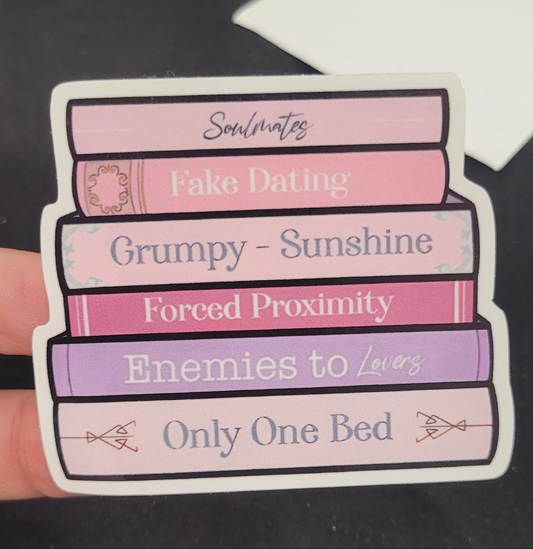 Soulmates
Fake Dating
Grumpy - Sunshine
Forced Proximity
Enemies to Lovers
Only One Bed